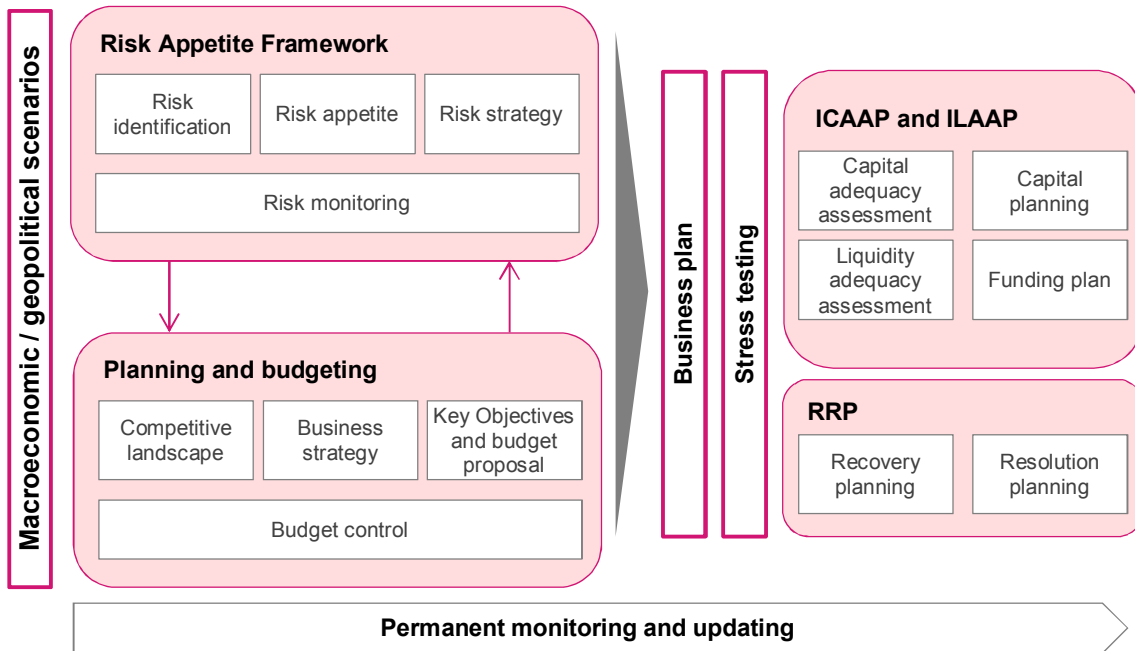 Macroeconomic / geopolitical scenarios
Risk Appetite Framework
Risk
identification
Risk appetite
Risk strategy
Risk monitoring
Planning and budgeting
Competitive
landscape
Business
strategy
Key Objectives
and budget
proposal
Budget control
Business plan
Stress testing
ICAAP and ILAAP
Capital
adequacy
assessment
Capital
planning
Liquidity
adequacy
assessment
Funding plan
RRP
Recovery
planning
Resolution
planning
Permanent monitoring and updating